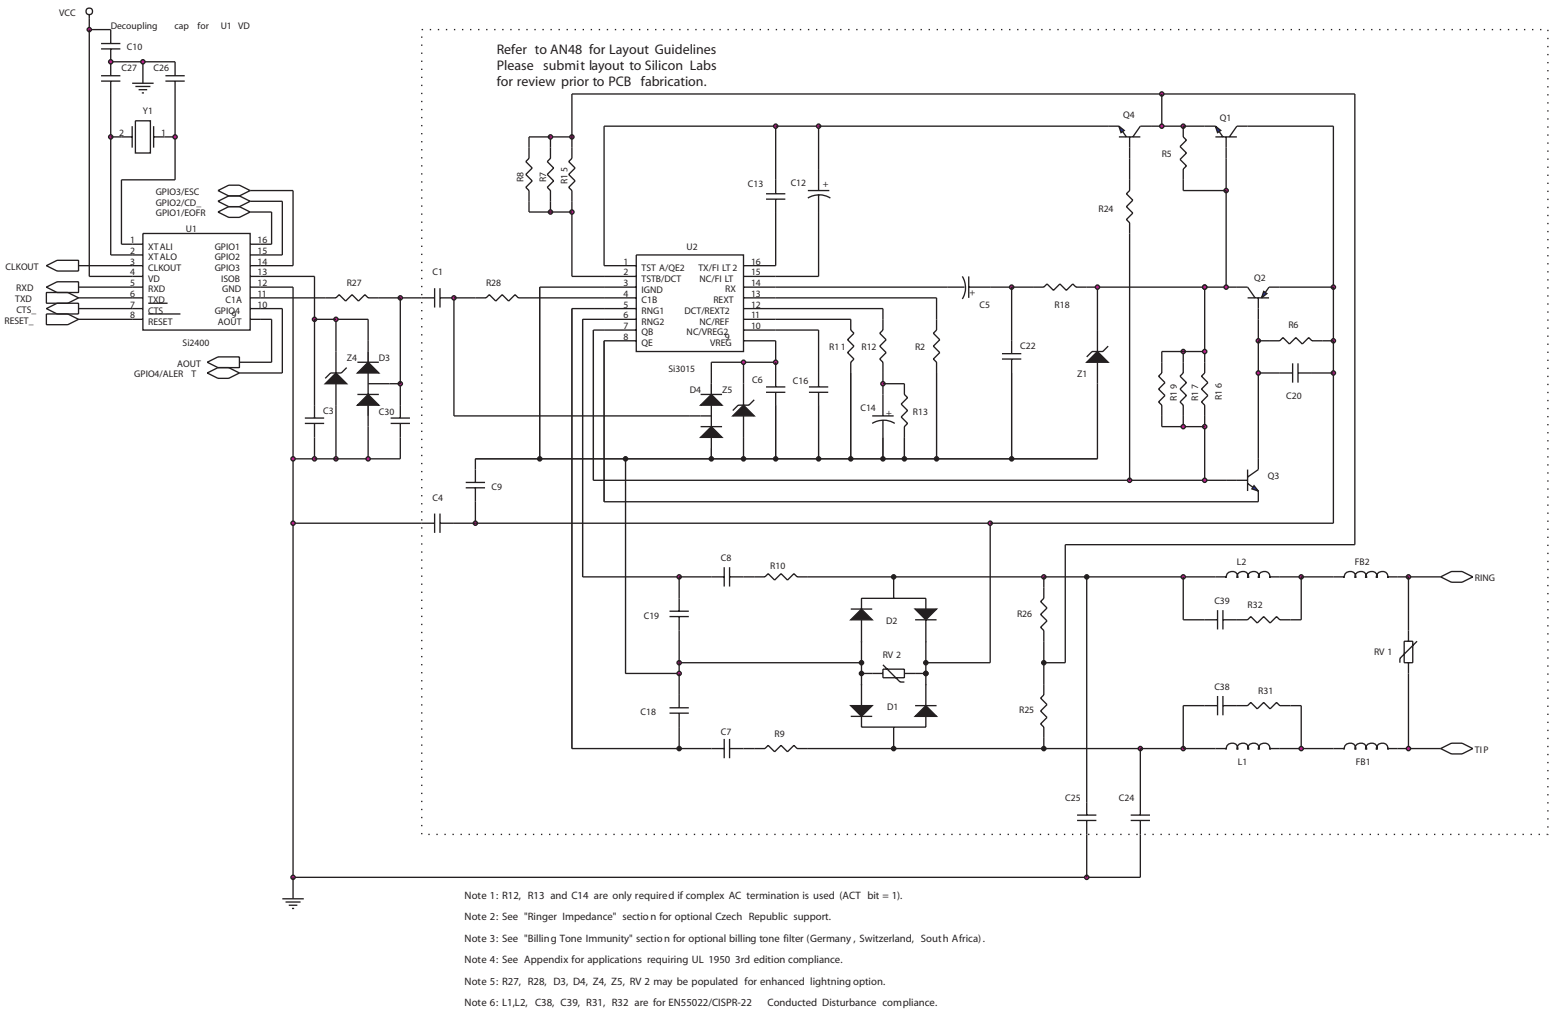 VCC
Decoupling cap for U1 VD
C10
C27 C26
Y1
2 1
Refer to AN48 for Layout Guidelines
Please submit layout to Silicon Labs
for review prior to PCB fabrication.
GPIO3/ESC
GPIO2/CD_
GPIO1/EOFR
U1
1 XTALI GPIO1 16
2 XTALO GPIO2 15
3 CLKOUT GPIO3 14
4 VD ISOB 13
5 RXD GND 12
6 TXD C1A 11
7 CTS GPIO4 10
8 RESET AOUT 9
Si2400
CLKOUT
RXD
TXD
CTS_
RESET_
AOUT
GPIO4/ALER T
R27
Z4 D3
C3 C30
C1
R28
C4
C9
R8 R7 R15
C13 C12
U2
1 TST A/QE2 TX/FI LT 2 16
2 TSTB/DCT NC/FI LT 15
3 IGND RX 14
4 C1B REXT 13
5 RNG1 DCT/REXT2 12
6 RNG2 NC/REF 11
7 QB NC/VREG2 10
8 QE VREG 9
Si3015
D4 Z5 C6 C16
R11 R12 R2
C14 + R13
+
C5 +
R18
C22
Z1
Q4 Q1
R5
R24
Q2
R6
C20
R19 R17 R16
Q3
C8 R10
C19
C18
C7 R9
D2
RV 2
D1
R26
R25
L2 FB2
RING
C39 R32
RV 1
C38 R31
L1 FB1
TIP
C25 C24
Note 1: R12, R13 and C14 are only required if complex AC termination is used (ACT bit = 1).
Note 2: See "Ringer Impedance" section for optional Czech Republic support.
Note 3: See "Billing Tone Immunity" section for optional billing tone filter (Germany, Switzerland, South Africa).
Note 4: See Appendix for applications requiring UL 1950 3rd edition compliance.
Note 5: R27, R28, D3, D4, Z4, Z5, RV 2 may be populated for enhanced lightning option.
Note 6: L1,L2, C38, C39, R31, R32 are for EN55022/CISPR-22 Conducted Disturbance compliance.